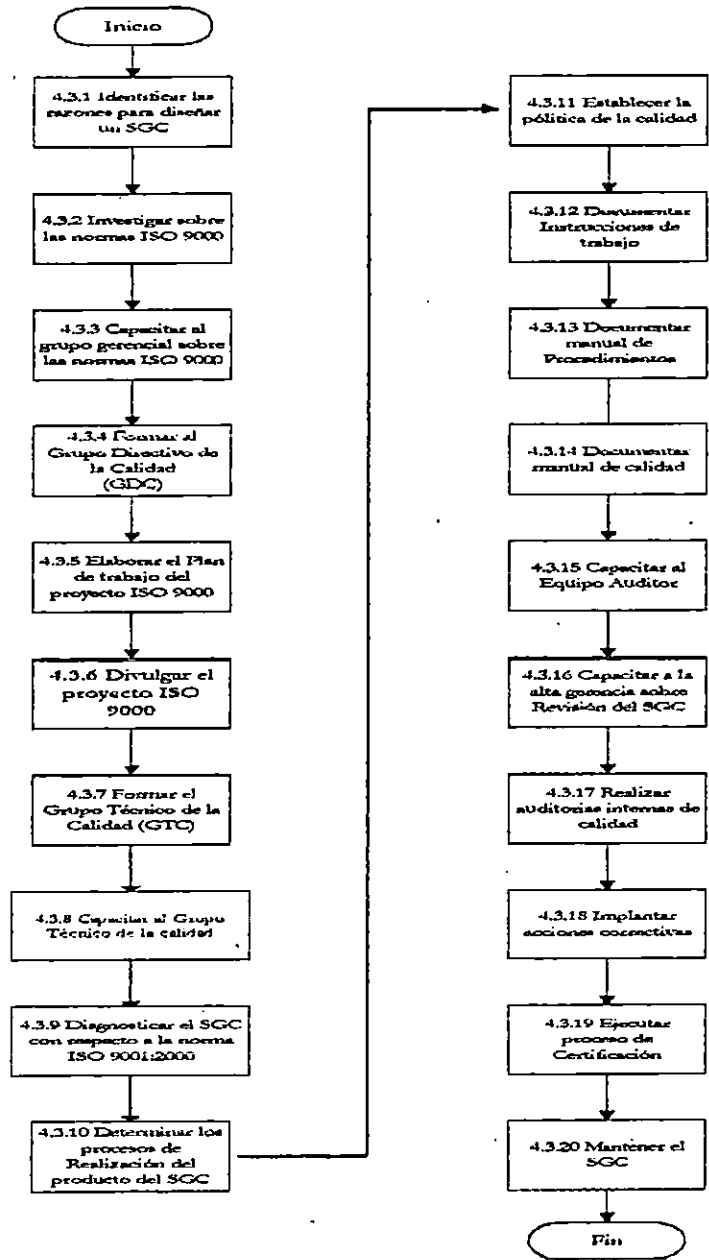 Inicio
4.3.1 Identificar las
razones para diseñar
un SGC
4.3.2 Investigar sobre
las normas ISO 9000
4.3.3 Capacitar al
grupo gerencial sobre
las normas ISO 9000
4.3.4 Formar al
Grupo Directivo de
la Calidad
(GDC)
4.3.5 Elaborar el Plan
de trabajo del
proyecto ISO 9000
4.3.6 Divulgar el
proyecto ISO
9000
4.3.7 Formar el
Grupo Técnico de la
Calidad (GTC)
4.3.8 Capacitar al Grupo
Técnico de la calidad
4.3.9 Diagnosticar el SGC
con respecto a la norma
ISO 9001:2000
4.3.10 Determinar los
procesos de
Realización del
producto del SGC
4.3.11 Establecer la
pólitica de la calidad
4.3.12 Documentar
Instrucciones de
trabajo
4.3.13 Documentar
manual de
Procedimientos
4.3.14 Documentar
manual de calidad
4.3.15 Capacitar al
Equipo Auditor
4.3.16 Capacitar a la
alta gerencia sobre
Revisión del SGC
4.3.17 Realizar
auditorias internas de
calidad
4.3.18 Implantar
acciones correctivas
4.3.19 Ejecutar
proceso de
Certificación
4.3.20 Mantener el
SGC
Fin